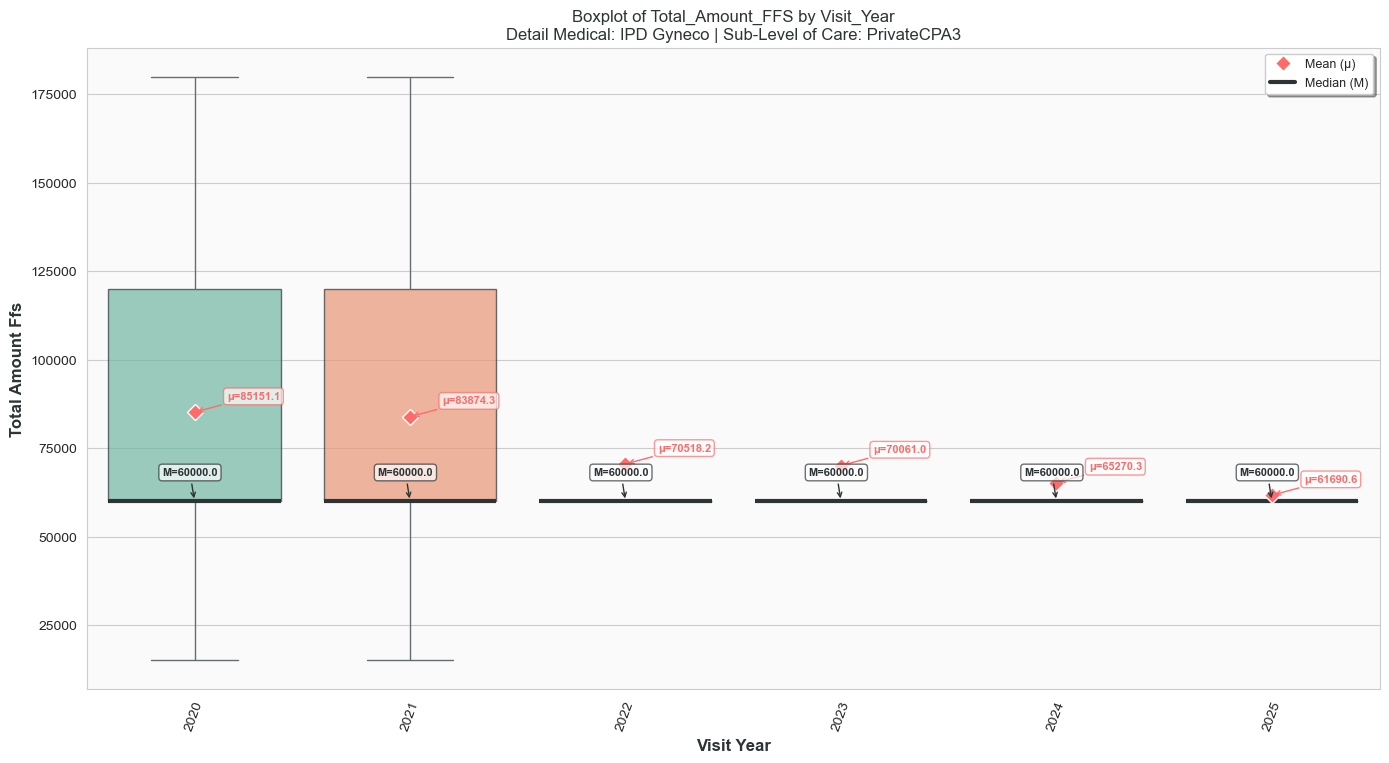 Boxplot of Total_Amount_FFS by Visit_Year
Detail Medical: IPD Gyneco | Sub-Level of Care: PrivateCPA3
Mean (μ)
Median (M)
Total Amount Ffs
175000
150000
125000
100000
75000
50000
25000
μ=85151.1
M=60000.0
μ=83874.3
M=60000.0
μ=70518.2
M=60000.0
μ=70061.0
M=60000.0
μ=65270.3
M=60000.0
μ=61690.6
M=60000.0
2020
2021
2022
2023
2024
2025
Visit Year